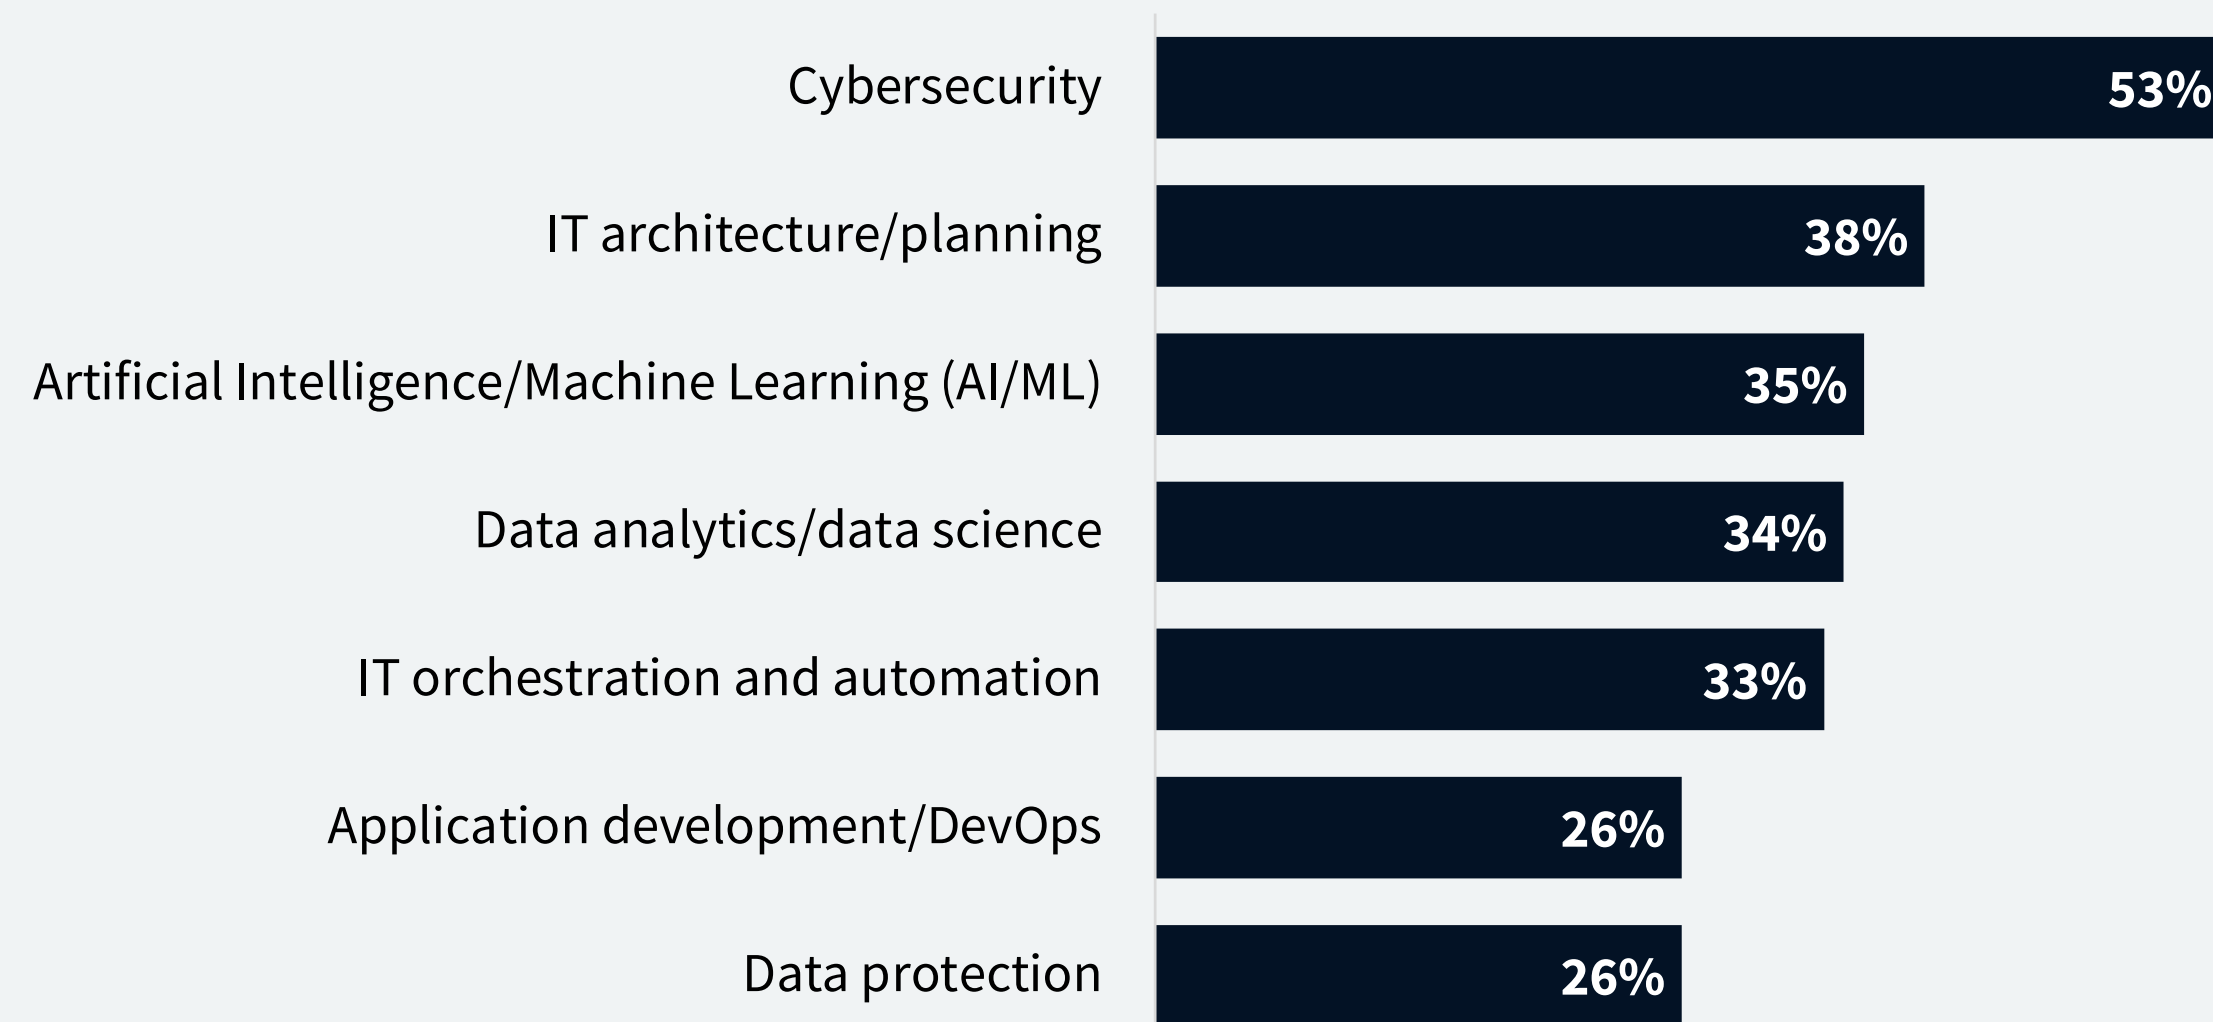 Cybersecurity 53%
IT architecture/planning 38%
Artificial Intelligence/Machine Learning (AI/ML) 35%
Data analytics/data science 34%
IT orchestration and automation 33%
Application development/DevOps 26%
Data protection 26%